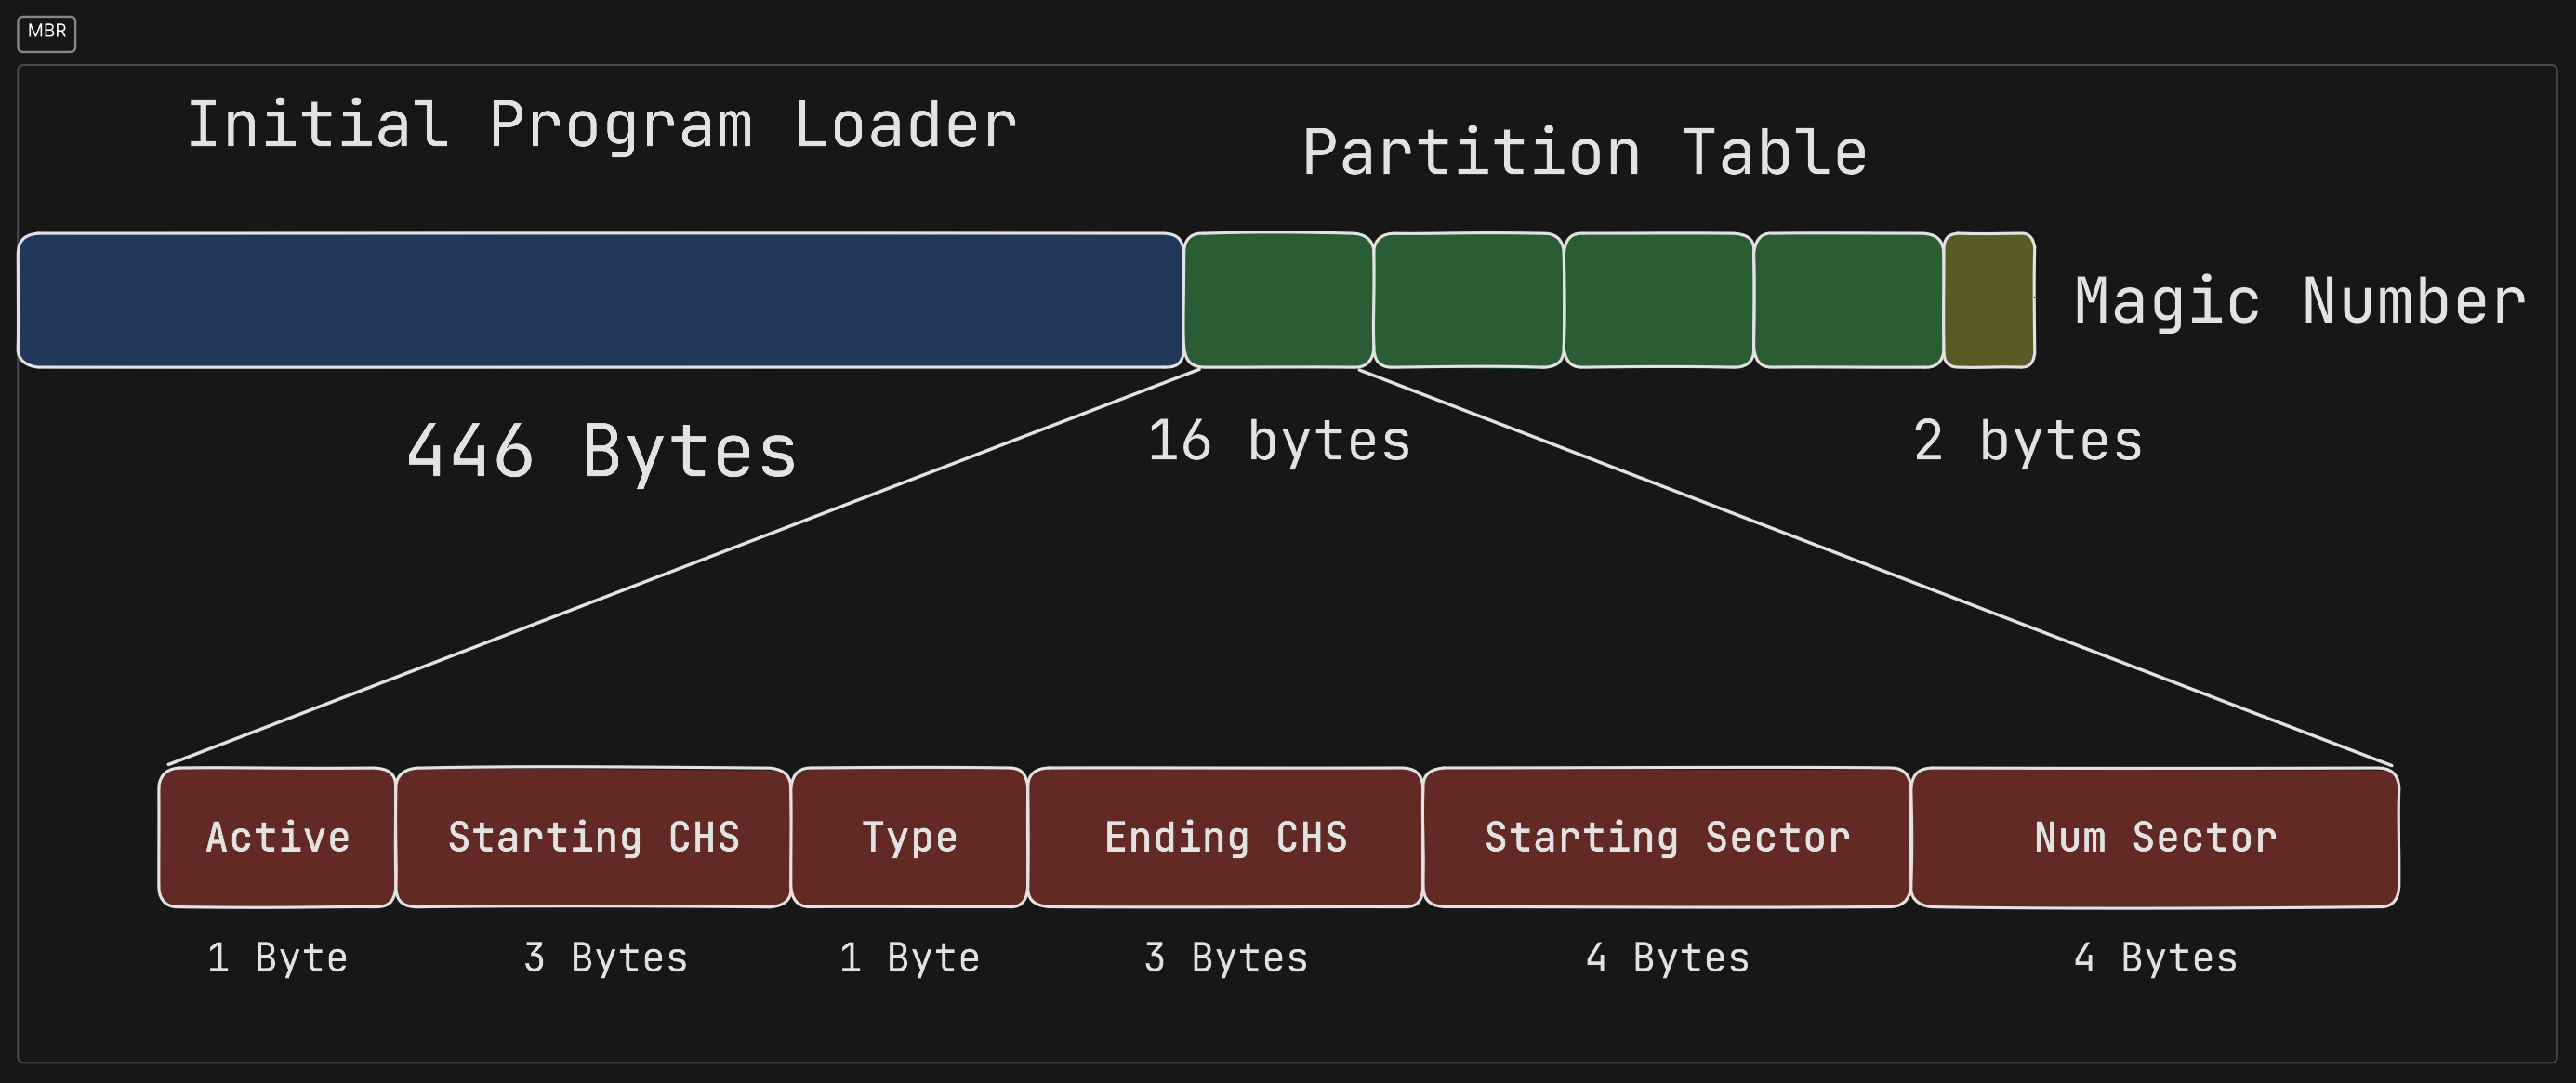 MBR
Initial Program Loader
Partition Table
Magic Number
446 Bytes
16 bytes
2 bytes
Active
Starting CHS
Type
Ending CHS
Starting Sector
Num Sector
1 Byte
3 Bytes
1 Byte
3 Bytes
4 Bytes
4 Bytes